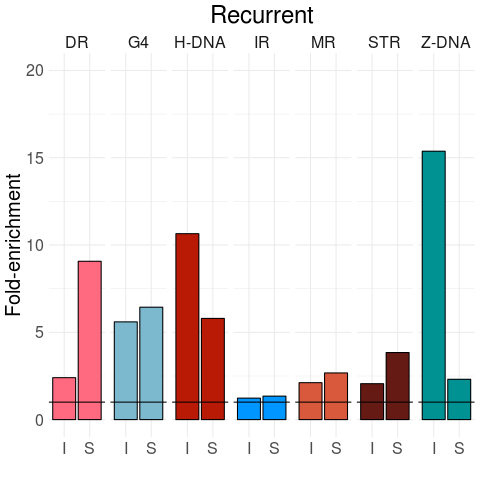 Recurrent
DR G4 H-DNA IR MR STR Z-DNA
Fold-enrichment
20
15
10
5
0
I S I S I S I S I S I S I S